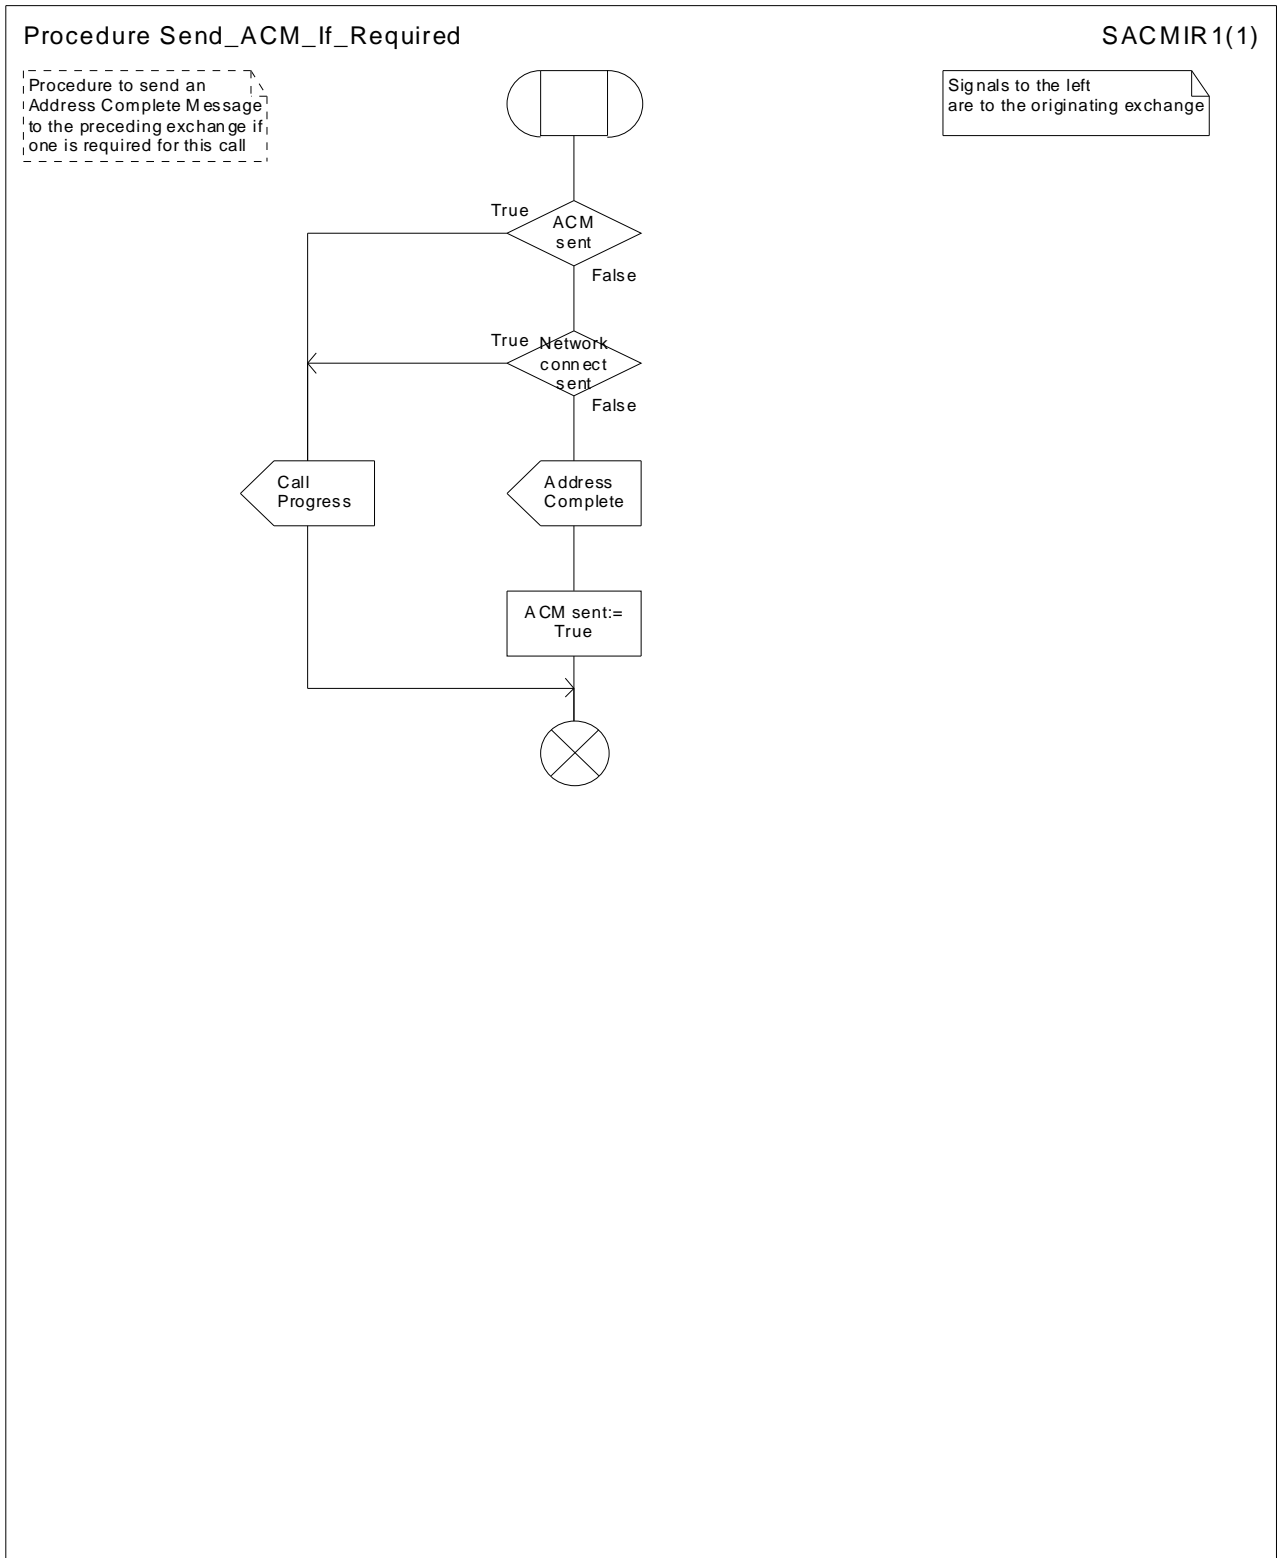 Procedure Send_ACM_If_Required
SACMIR1(1)
Procedure to send an
Address Complete Message
to the preceding exchange if
one is required for this call
Signals to the left
are to the originating exchange
True
ACM
sent
False
True
Network
connect
sent
False
Call
Progress
Address
Complete
ACM sent:=
True